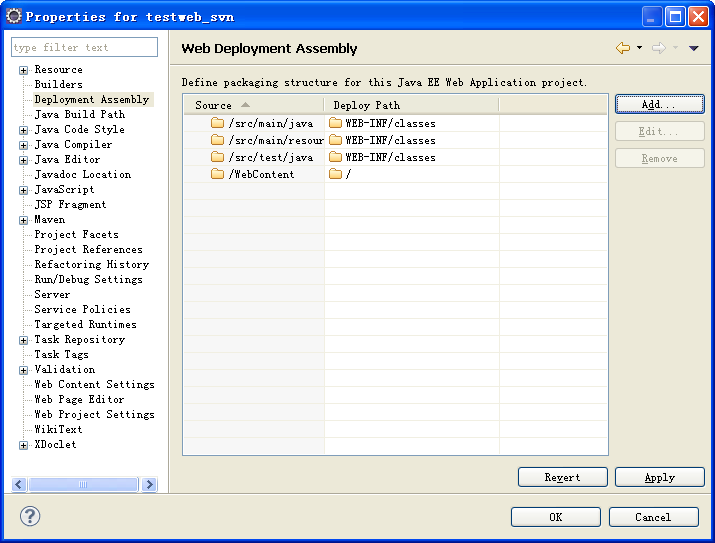 Properties for testweb_svn
type filter text
Resource
Builders
Deployment Assembly
Java Build Path
Java Code Style
Java Compiler
Java Editor
Javadoc Location
JavaScript
JSP Fragment
Maven
Project Facets
Project References
Refactoring History
Run/Debug Settings
Server
Service Policies
Targeted Runtimes
Task Repository
Task Tags
Validation
Web Content Settings
Web Page Editor
Web Project Settings
WikiText
XDoclet
Web Deployment Assembly
Define packaging structure for this Java EE Web Application project.
Source Deploy Path
/src/main/java WEB-INF/classes
/src/main/resour WEB-INF/classes
/src/test/java WEB-INF/classes
/WebContent /
Add...
Edit...
Remove
Revert Apply
OK Cancel